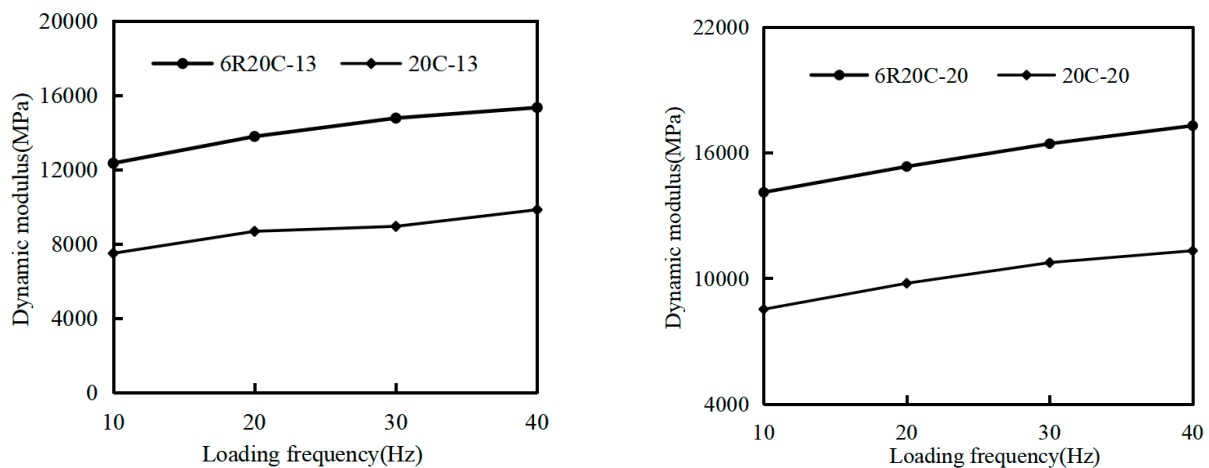 20000
16000
12000
8000
4000
0
Dynamic modulus(MPa)
6R20C-13 20C-13
10 20 30 40
Loading frequency(Hz)
22000
16000
10000
4000
Dynamic modulus(MPa)
6R20C-20 20C-20
10 20 30 40
Loading frequency(Hz)